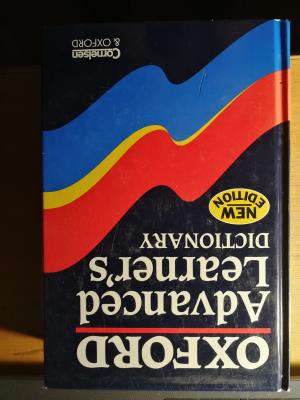 OXFORD
Advanced
Learner's
DICTIONARY
NEW
EDITION
Cornelsen
& OXFORD